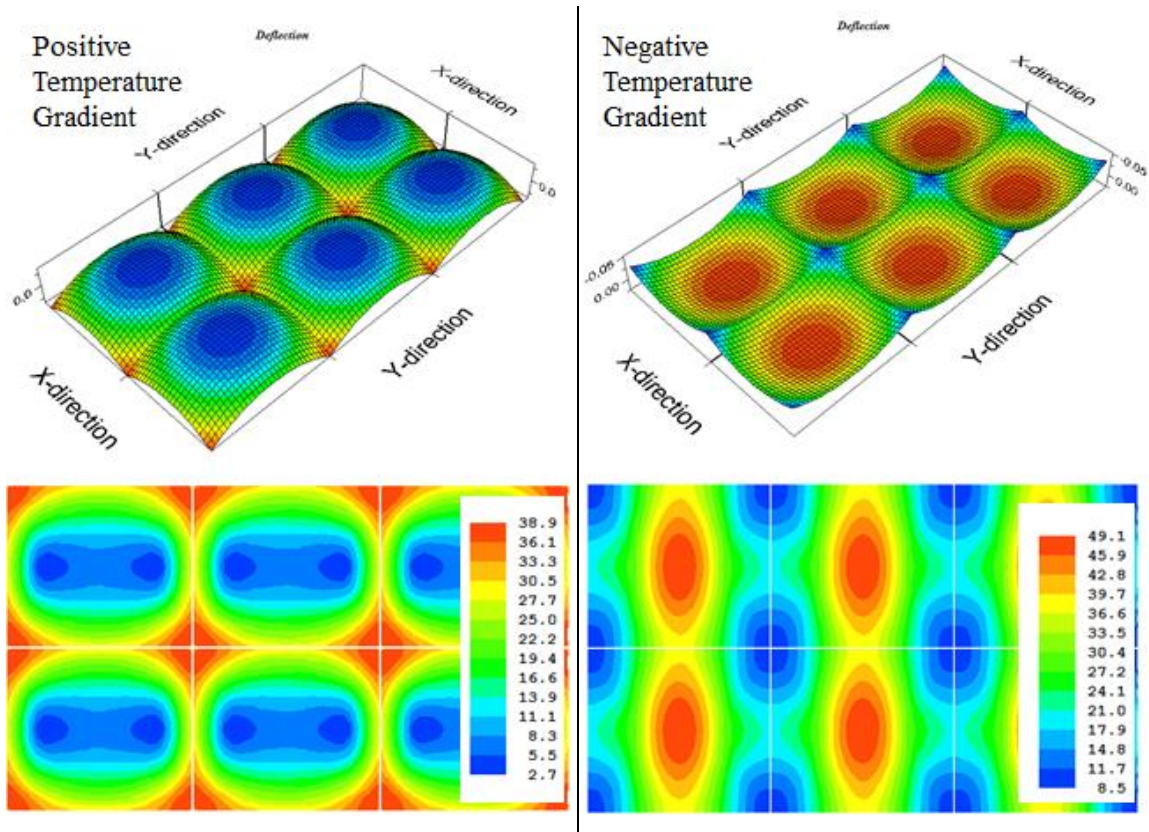 Positive
Temperature
Gradient
Deflection
X-direction
Y-direction
0.0
0.0
X-direction
Y-direction
38.9
36.1
33.3
30.5
27.7
25.0
22.2
19.4
16.6
13.9
11.1
8.3
5.5
2.7
Negative
Temperature
Gradient
Deflection
X-direction
Y-direction
-0.05
0.00
-0.05
0.00
X-direction
Y-direction
49.1
45.9
42.8
39.7
36.6
33.5
30.4
27.2
24.1
21.0
17.9
14.8
11.7
8.5